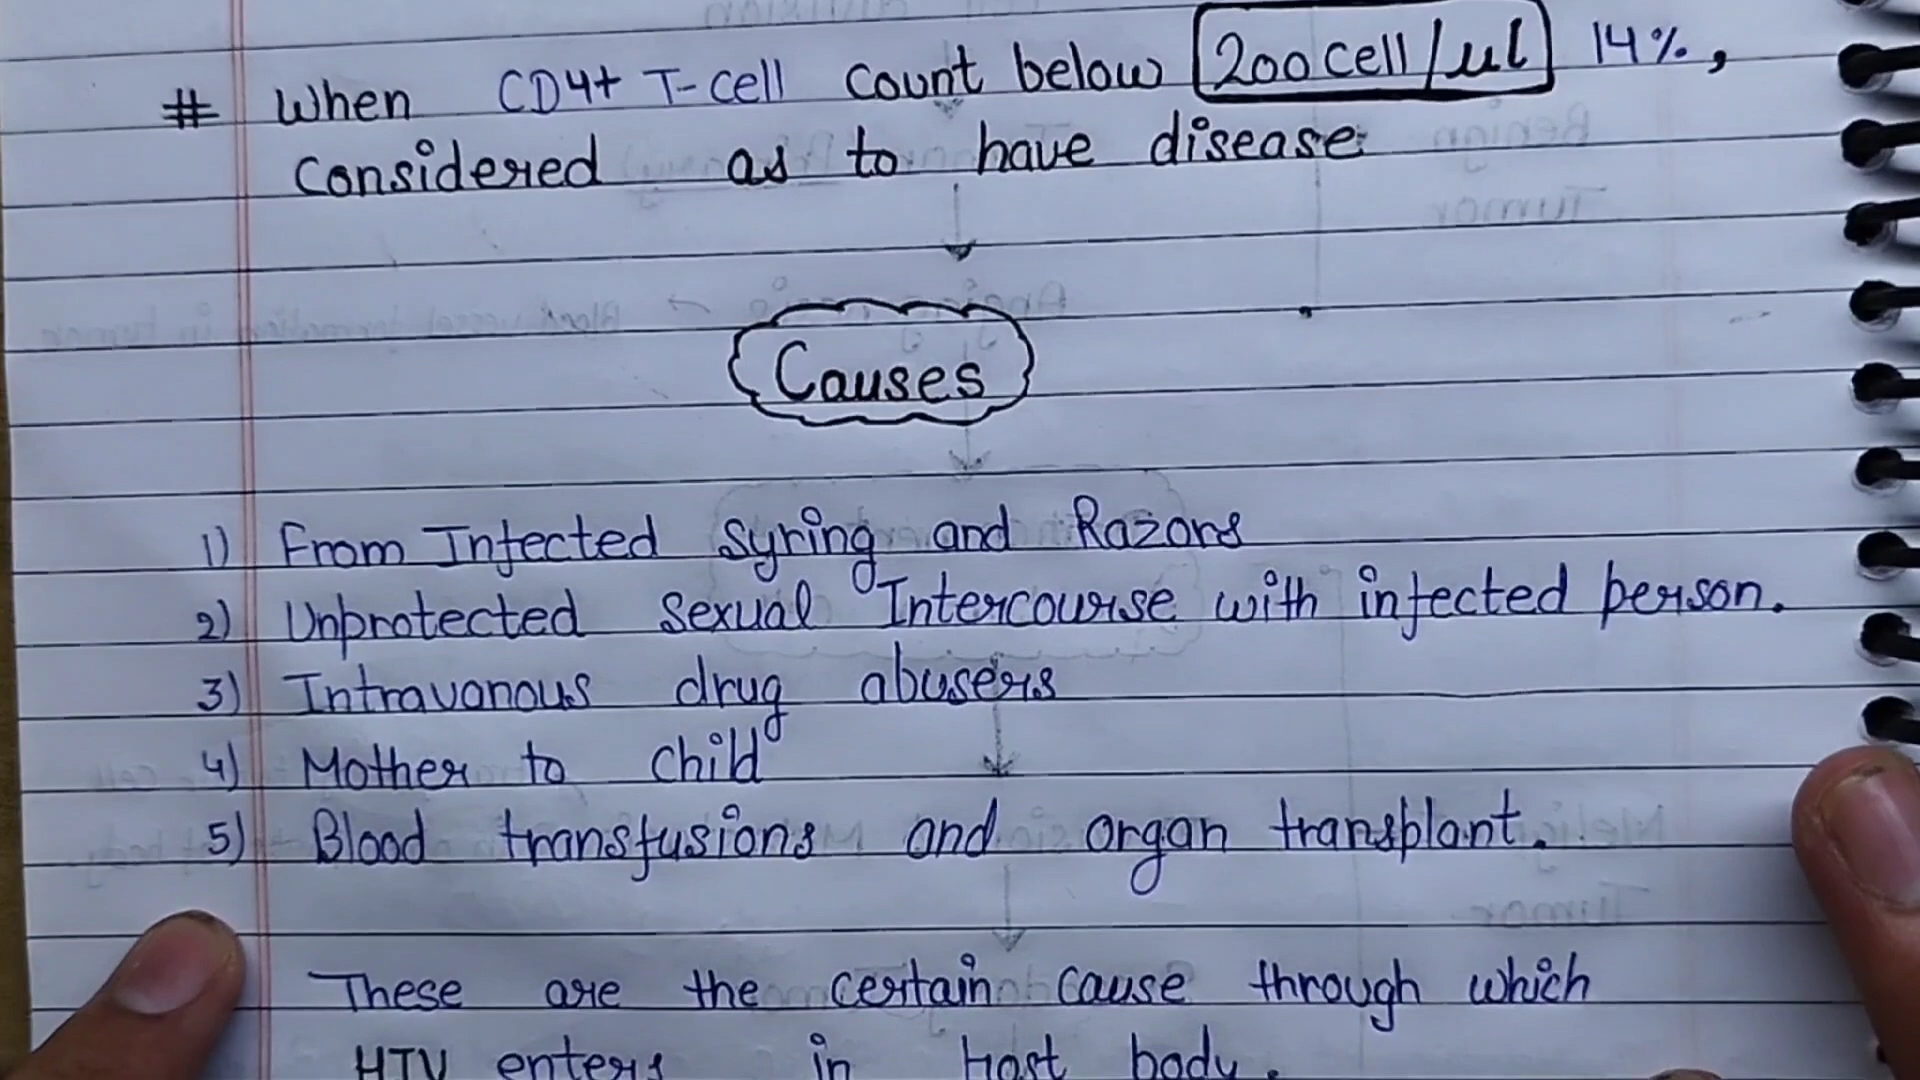 # When CD4+ T-cell count below 200 cell/µl 14%,
considered as to have disease
Causes
1) From Infected Syring and Razors
2) Unprotected Sexual Intercourse with infected person.
3) Intravonous drug abusers
4) Mother to child
5) Blood transfusions and organ transplant.
These are the certain cause through which
HIV enters in Host body.